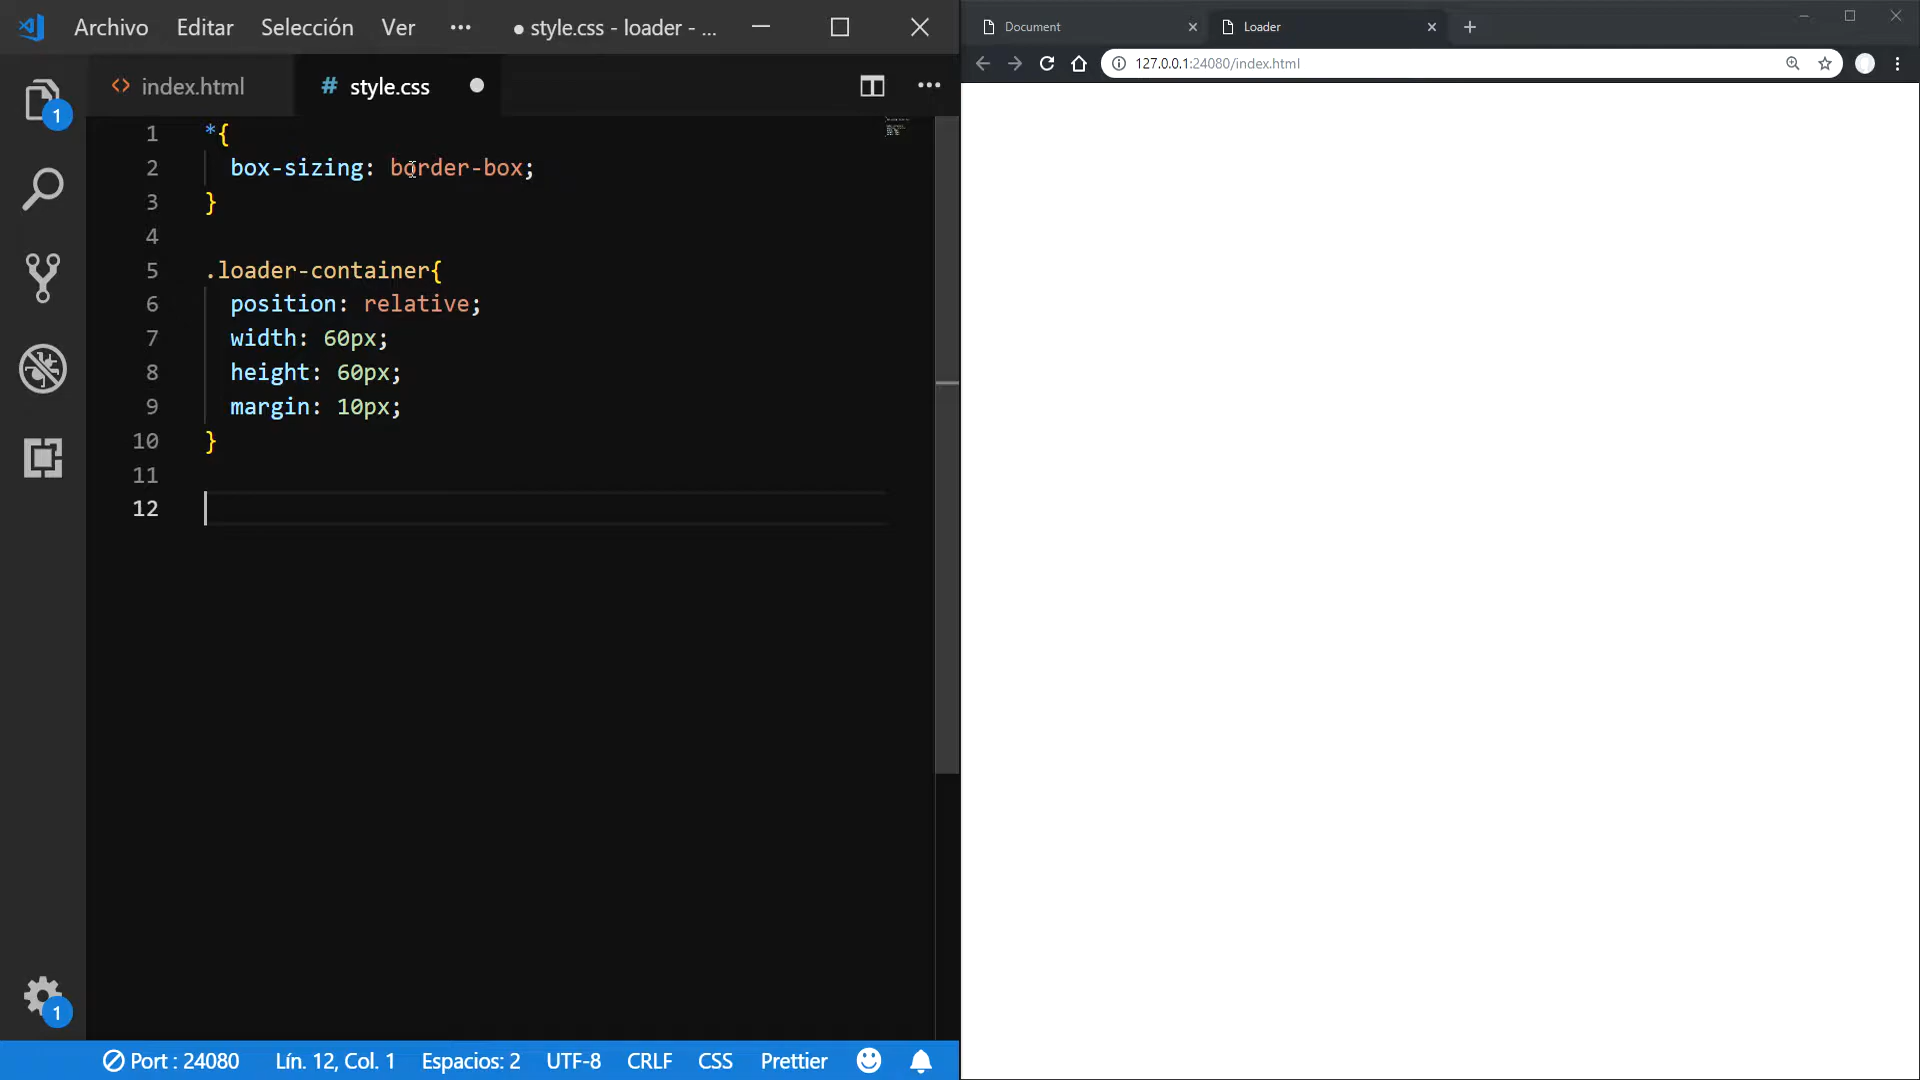 Archivo Editar Selección Ver ··· ● style.css - loader - ...
index.html # style.css ●
1 *{
2 box-sizing: border-box;
3 }
4
5 .loader-container{
6 position: relative;
7 width: 60px;
8 height: 60px;
9 margin: 10px;
10 }
11
12
1
1
Port : 24080 Lín. 12, Col. 1 Espacios: 2 UTF-8 CRLF CSS Prettier
Document Loader
127.0.0.1:24080/index.html